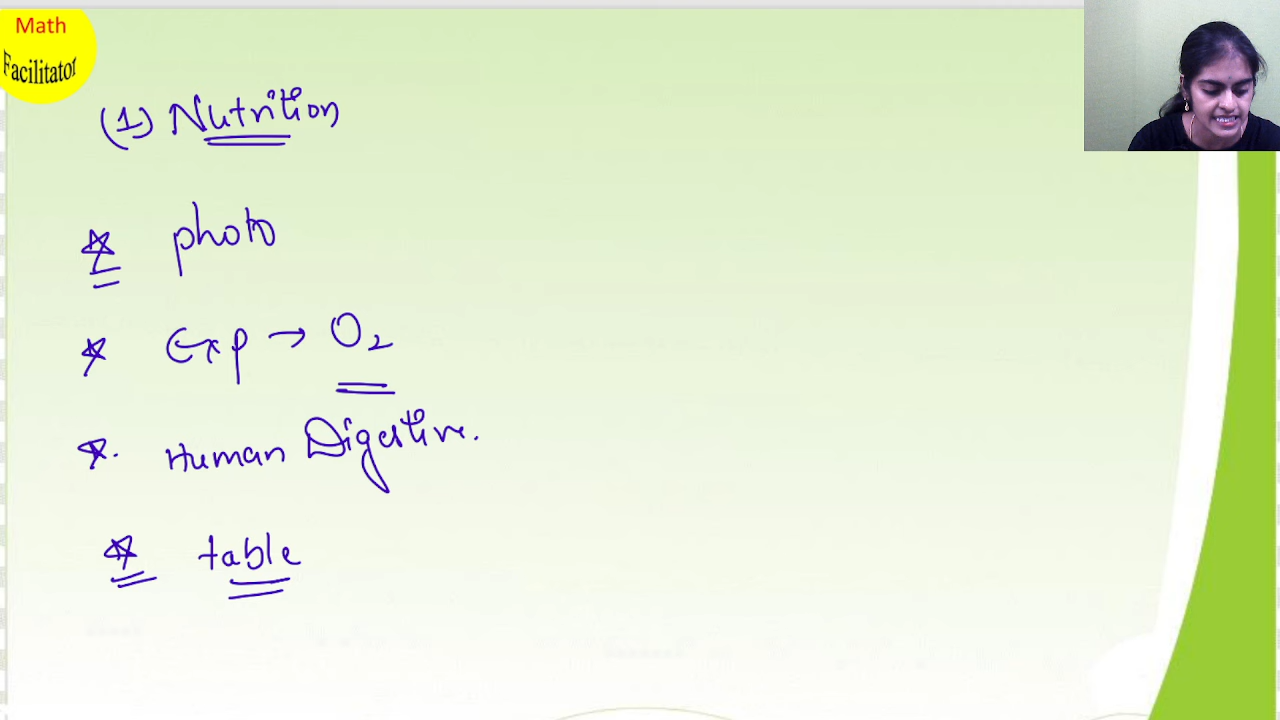 Math
Facilitator
(1) Nutrition
photo
Exp → O2
Human Digestive.
table